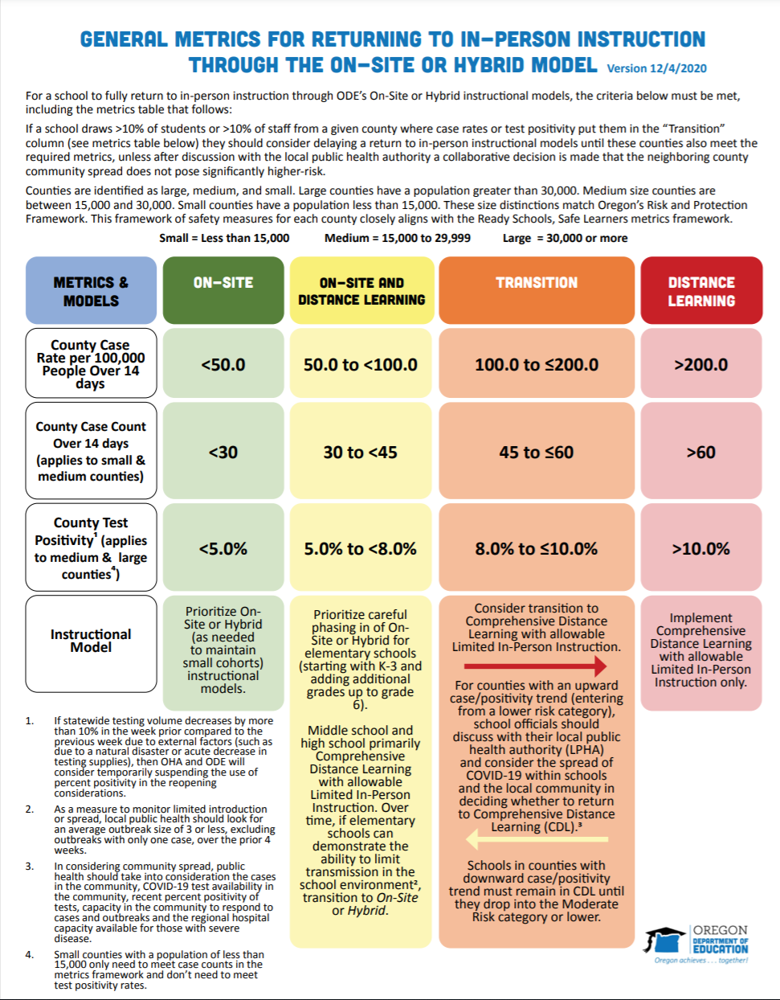 GENERAL METRICS FOR RETURNING TO IN-PERSON INSTRUCTION
THROUGH THE ON-SITE OR HYBRID MODEL Version 12/4/2020
For a school to fully return to in-person instruction through ODE's On-Site or Hybrid instructional models, the criteria below must be met,
including the metrics table that follows:
If a school draws >10% of students or >10% of staff from a given county where case rates or test positivity put them in the "Transition"
column (see metrics table below) they should consider delaying a return to in-person instructional models until these counties also meet the
required metrics, unless after discussion with the local public health authority a collaborative decision is made that the neighboring county
community spread does not pose significantly higher-risk.
Counties are identified as large, medium, and small. Large counties have a population greater than 30,000. Medium size counties are
between 15,000 and 30,000. Small counties have a population less than 15,000. These size distinctions match Oregon's Risk and Protection
Framework. This framework of safety measures for each county closely aligns with the Ready Schools, Safe Learners metrics framework.
Small = Less than 15,000 Medium = 15,000 to 29,999 Large = 30,000 or more
METRICS &
MODELS
ON-SITE
ON-SITE AND
DISTANCE LEARNING
TRANSITION
DISTANCE
LEARNING
County Case
Rate per 100,000
People Over 14
days
<50.0
50.0 to <100.0
100.0 to ≤200.0
>200.0
County Case Count
Over 14 days
(applies to small &
medium counties)
<30
30 to <45
45 to ≤60
>60
County Test
Positivity¹ (applies
to medium & large
counties⁴)
<5.0%
5.0% to <8.0%
8.0% to ≤10.0%
>10.0%
Instructional
Model
Prioritize On-
Site or Hybrid
(as needed
to maintain
small cohorts)
instructional
models.
Prioritize careful
phasing in of On-
Site or Hybrid for
elementary schools
(starting with K-3 and
adding additional
grades up to grade
6).
Middle school and
high school primarily
Comprehensive
Distance Learning
with allowable
Limited In-Person
Instruction. Over
time, if elementary
schools can
demonstrate the
ability to limit
transmission in the
school environment²,
transition to On-Site
or Hybrid.
Consider transition to
Comprehensive Distance
Learning with allowable
Limited In-Person Instruction.
For counties with an upward
case/positivity trend (entering
from a lower risk category),
school officials should
discuss with their local public
health authority (LPHA)
and consider the spread of
COVID-19 within schools
and the local community in
deciding whether to return
to Comprehensive Distance
Learning (CDL).³
Schools in counties with
downward case/positivity
trend must remain in CDL until
they drop into the Moderate
Risk category or lower.
Implement
Comprehensive
Distance Learning
with allowable
Limited In-Person
Instruction only.
1. If statewide testing volume decreases by more
than 10% in the week prior compared to the
previous week due to external factors (such as
due to a natural disaster or acute decrease in
testing supplies), then OHA and ODE will
consider temporarily suspending the use of
percent positivity in the reopening
considerations.
2. As a measure to monitor limited introduction
or spread, local public health should look for
an average outbreak size of 3 or less, excluding
outbreaks with only one case, over the prior 4
weeks.
3. In considering community spread, public
health should take into consideration the cases
in the community, COVID-19 test availability in
the community, recent percent positivity of
tests, capacity in the community to respond to
cases and outbreaks and the regional hospital
capacity available for those with severe
disease.
4. Small counties with a population of less than
15,000 only need to meet case counts in the
metrics framework and don't need to meet
test positivity rates.
OREGON
DEPARTMENT OF
EDUCATION
Oregon achieves . . . together!